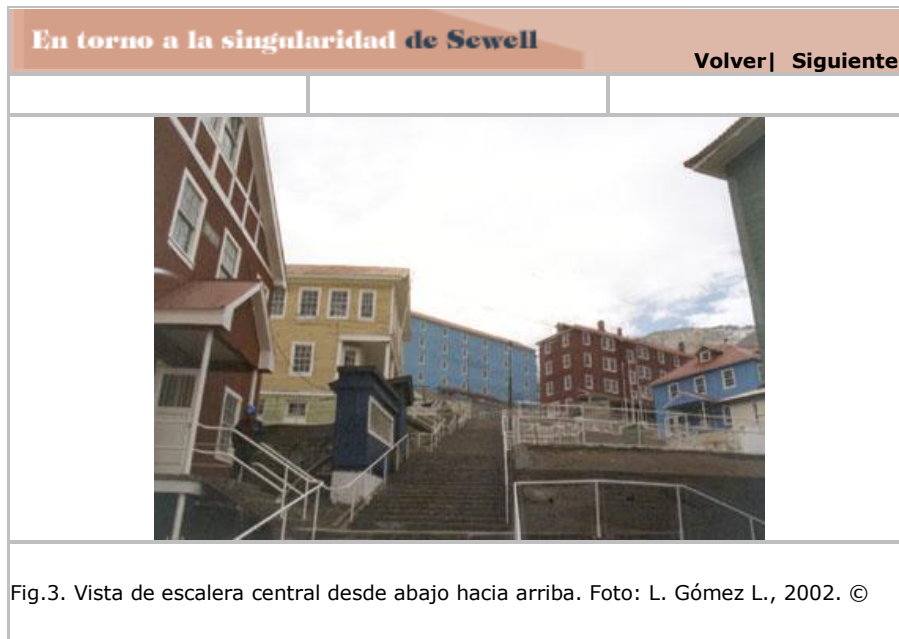 En torno a la singularidad de Sewell
Volver| Siguiente
Fig.3. Vista de escalera central desde abajo hacia arriba. Foto: L. Gómez L., 2002. ©